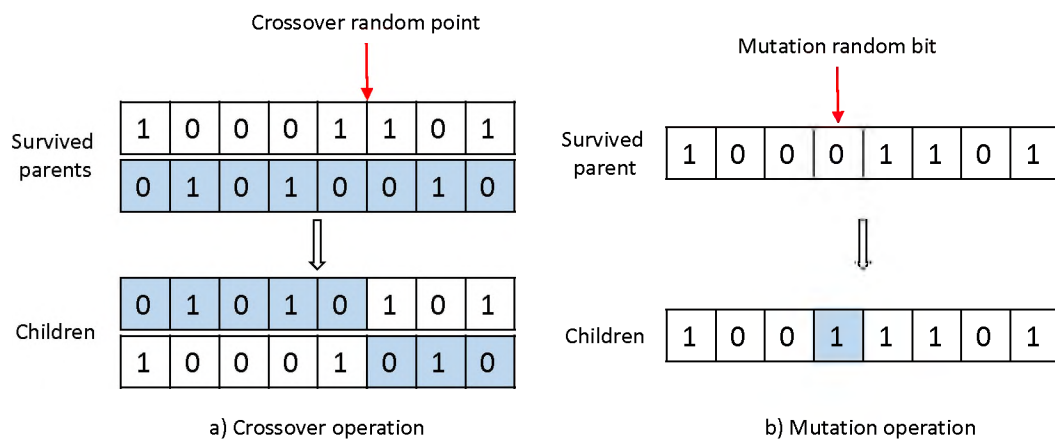 Crossover random point
1 0 0 0 1 1 0 1
Survived
parents
0 1 0 1 0 0 1 0
0 1 0 1 0 1 0 1
Children
1 0 0 0 1 0 1 0
a) Crossover operation
Mutation random bit
Survived
parent
1 0 0 0 1 1 0 1
Children
1 0 0 1 1 1 0 1
b) Mutation operation